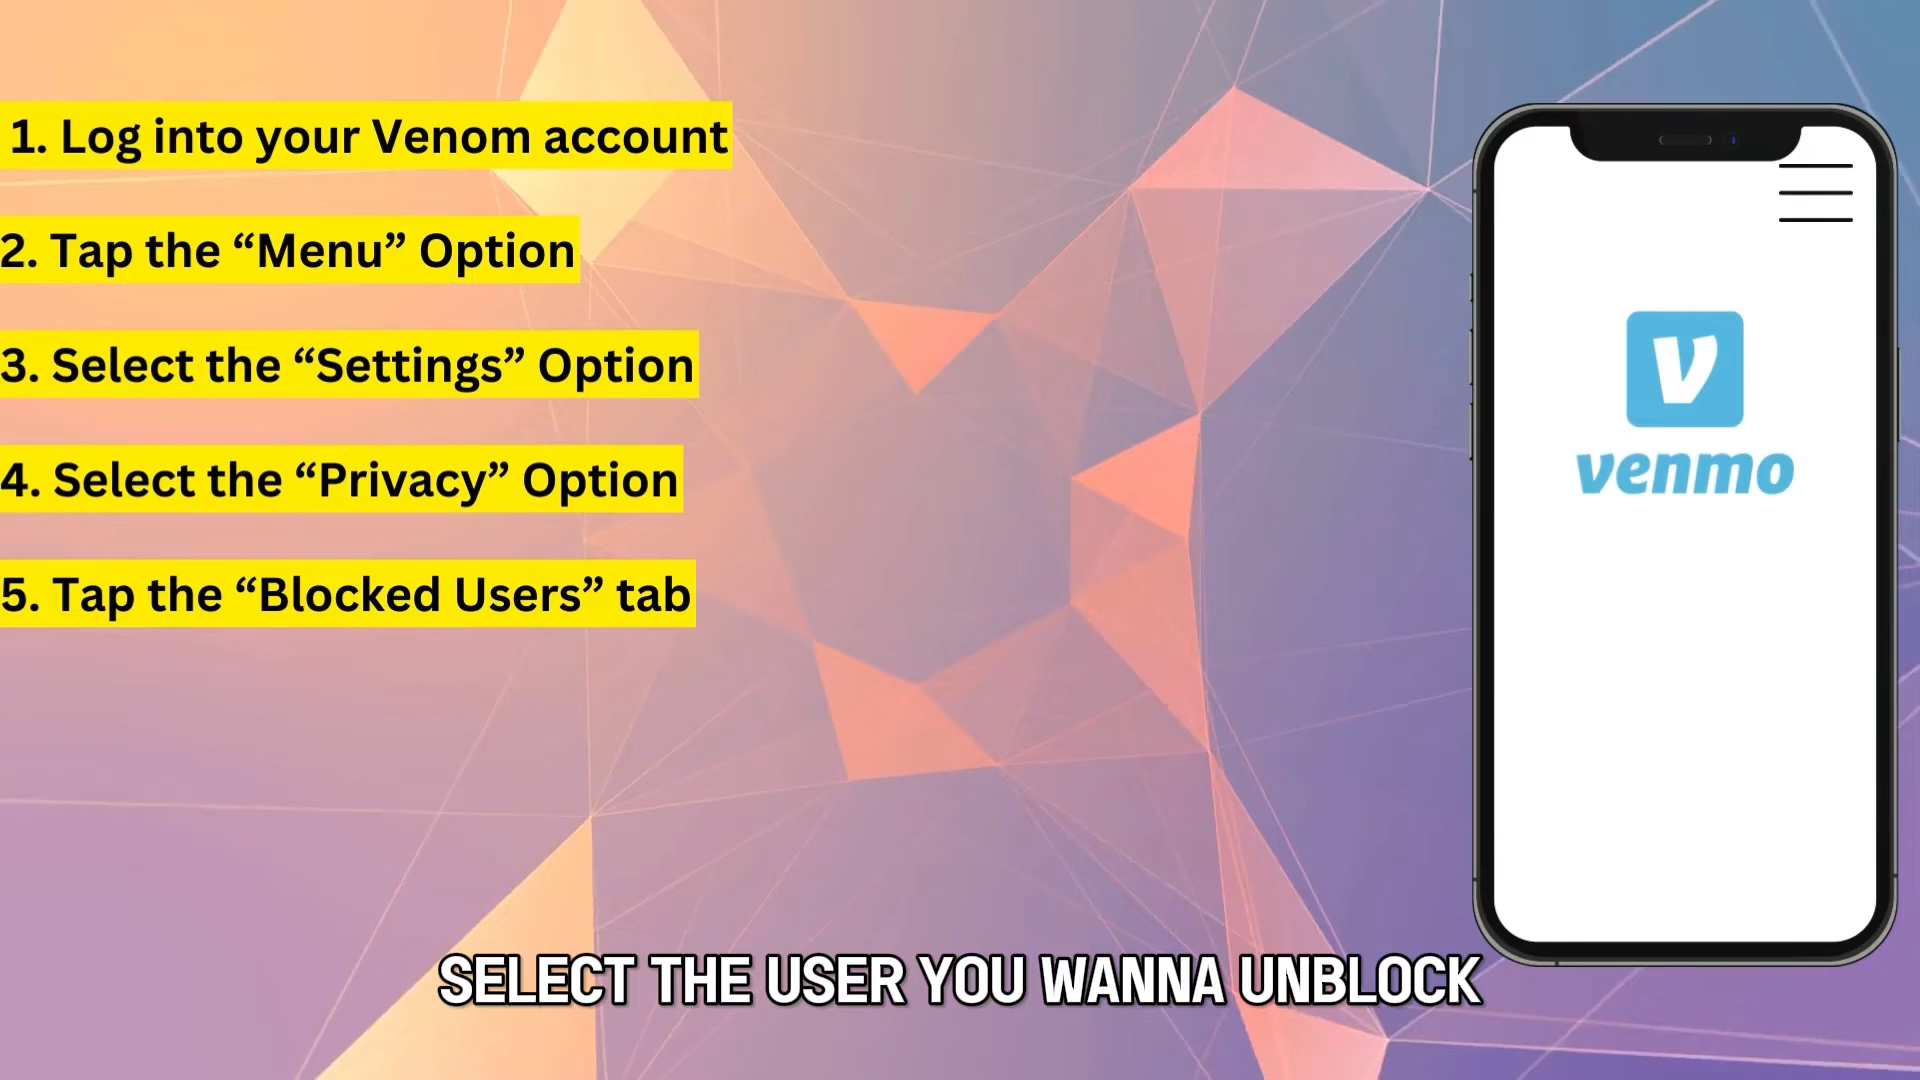 1. Log into your Venom account
2. Tap the “Menu” Option
3. Select the “Settings” Option
4. Select the “Privacy” Option
5. Tap the “Blocked Users” tab
V
venmo
SELECT THE USER YOU WANNA UNBLOCK